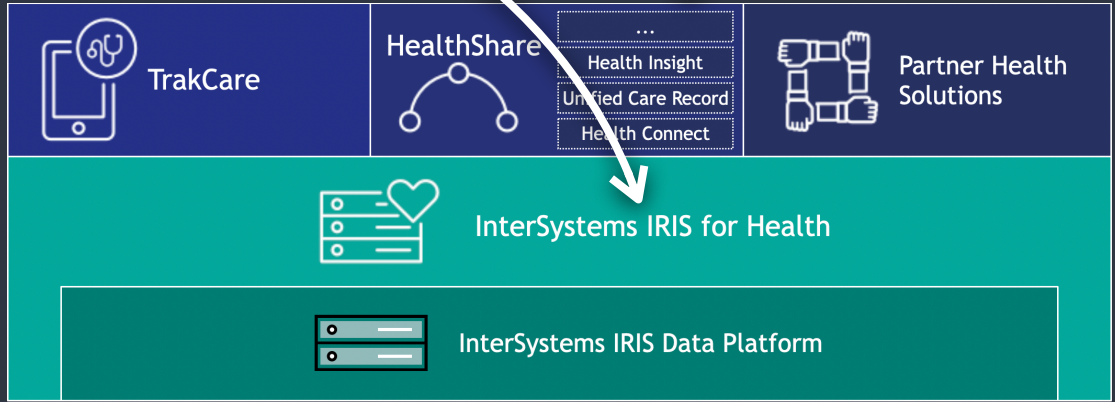 TrakCare
HealthShare
...
Health Insight
Unified Care Record
Health Connect
Partner Health
Solutions
InterSystems IRIS for Health
InterSystems IRIS Data Platform